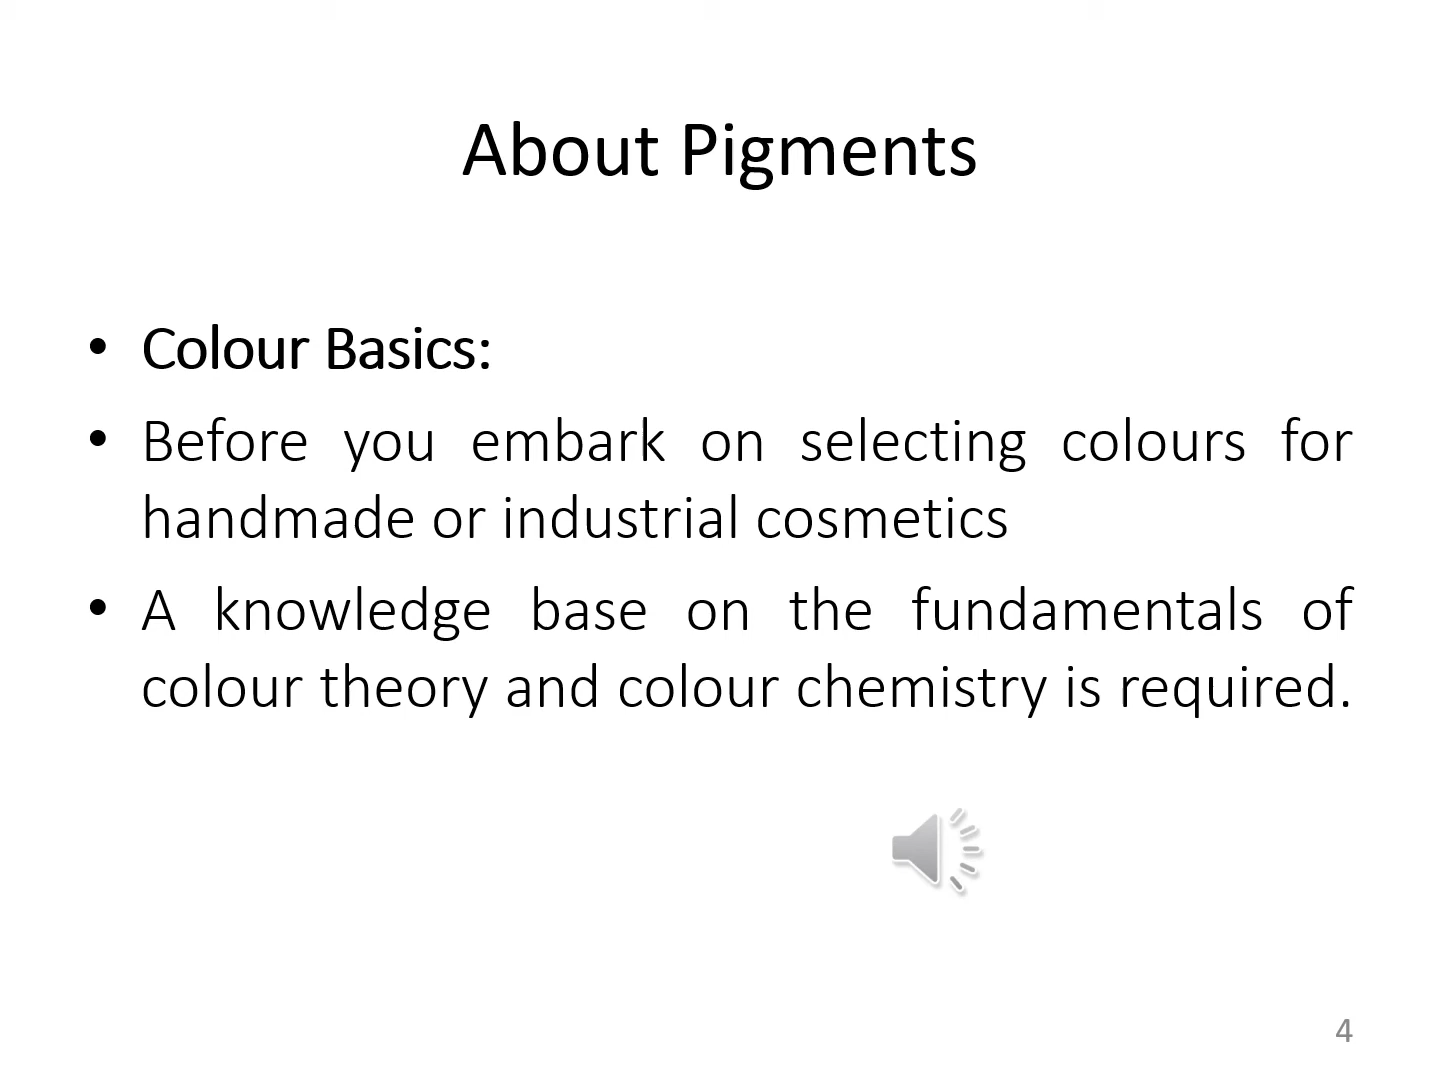 About Pigments
• Colour Basics:
• Before you embark on selecting colours for
handmade or industrial cosmetics
• A knowledge base on the fundamentals of
colour theory and colour chemistry is required.
4